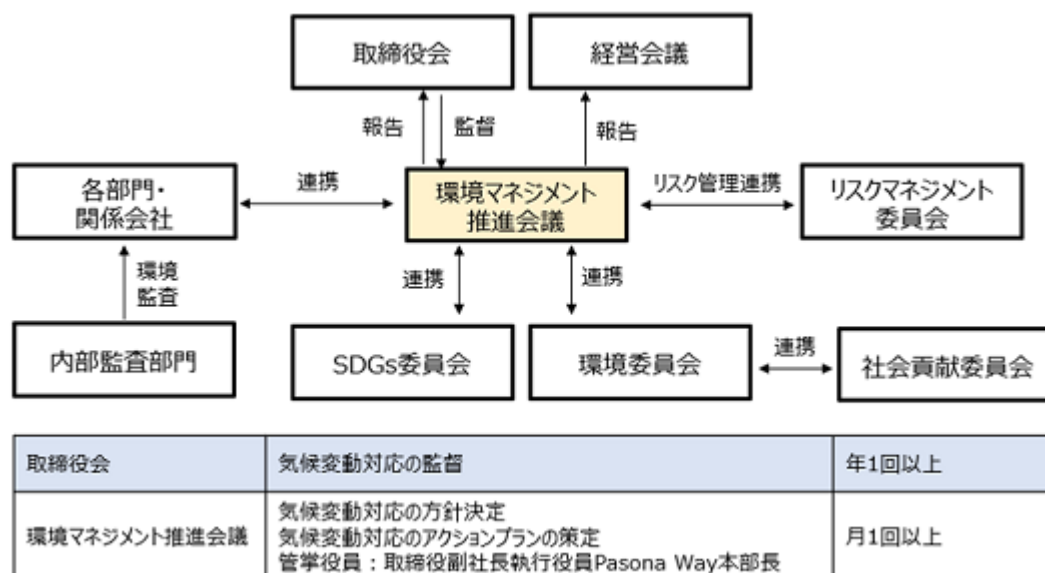 取締役会
経営会議
報告
監督
報告
各部門・
関係会社
連携
環境マネジメント
推進会議
リスク管理連携
リスクマネジメント
委員会
環境
監査
連携
連携
内部監査部門
SDGs委員会
環境委員会
連携
社会貢献委員会
取締役会 気候変動対応の監督 年1回以上
環境マネジメント推進会議 気候変動対応の方針決定 月1回以上
気候変動対応のアクションプランの策定
管掌役員：取締役副社長執行役員Pasona Way本部長